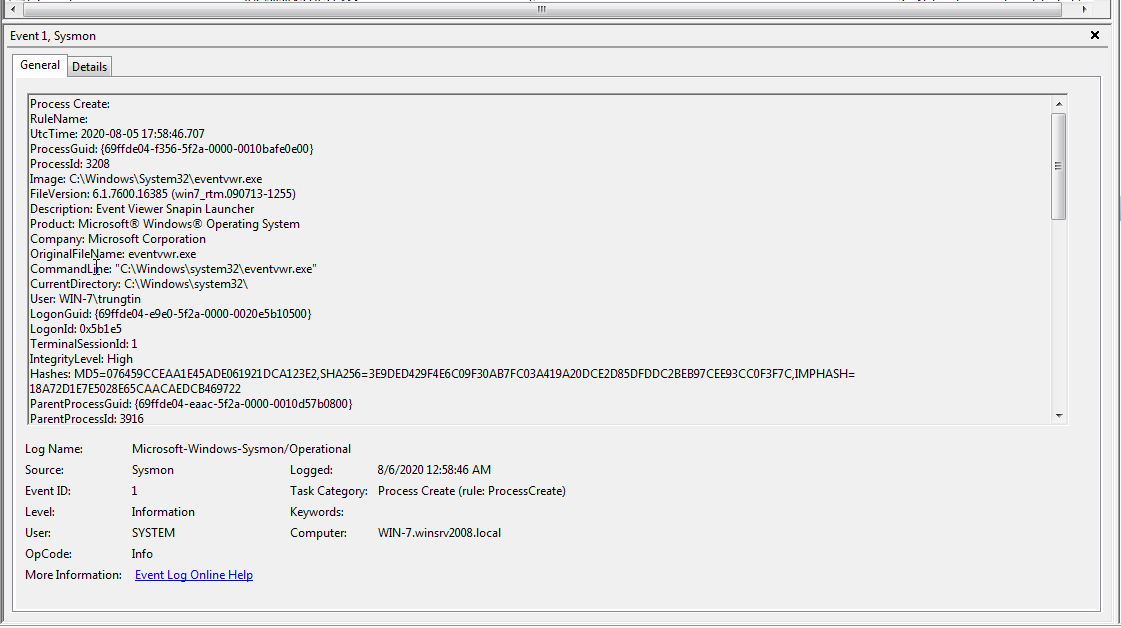 Event 1, Sysmon
General
Details
Process Create:
RuleName:
UtcTime: 2020-08-05 17:58:46.707
ProcessGuid: {69ffde04-f356-5f2a-0000-0010bafe0e00}
ProcessId: 3208
Image: C:\Windows\System32\eventvwr.exe
FileVersion: 6.1.7600.16385 (win7_rtm.090713-1255)
Description: Event Viewer Snapin Launcher
Product: Microsoft® Windows® Operating System
Company: Microsoft Corporation
OriginalFileName: eventvwr.exe
CommandLine: "C:\Windows\system32\eventvwr.exe"
CurrentDirectory: C:\Windows\system32\
User: WIN-7\trungtin
LogonGuid: {69ffde04-e9e0-5f2a-0000-0020e5b10500}
LogonId: 0x5b1e5
TerminalSessionId: 1
IntegrityLevel: High
Hashes: MD5=076459CCEAA1E45ADE061921DCA123E2,SHA256=3E9DED429F4E6C09F30AB7FC03A419A20DCE2D85DFDDC2BEB97CEE93CC0F3F7C,IMPHASH=
18A72D1E7E5028E65CAACAEDCB469722
ParentProcessGuid: {69ffde04-eaac-5f2a-0000-0010d57b0800}
ParentProcessId: 3916
Log Name: Microsoft-Windows-Sysmon/Operational
Source: Sysmon Logged: 8/6/2020 12:58:46 AM
Event ID: 1 Task Category: Process Create (rule: ProcessCreate)
Level: Information Keywords:
User: SYSTEM Computer: WIN-7.winsrv2008.local
OpCode: Info
More Information: Event Log Online Help